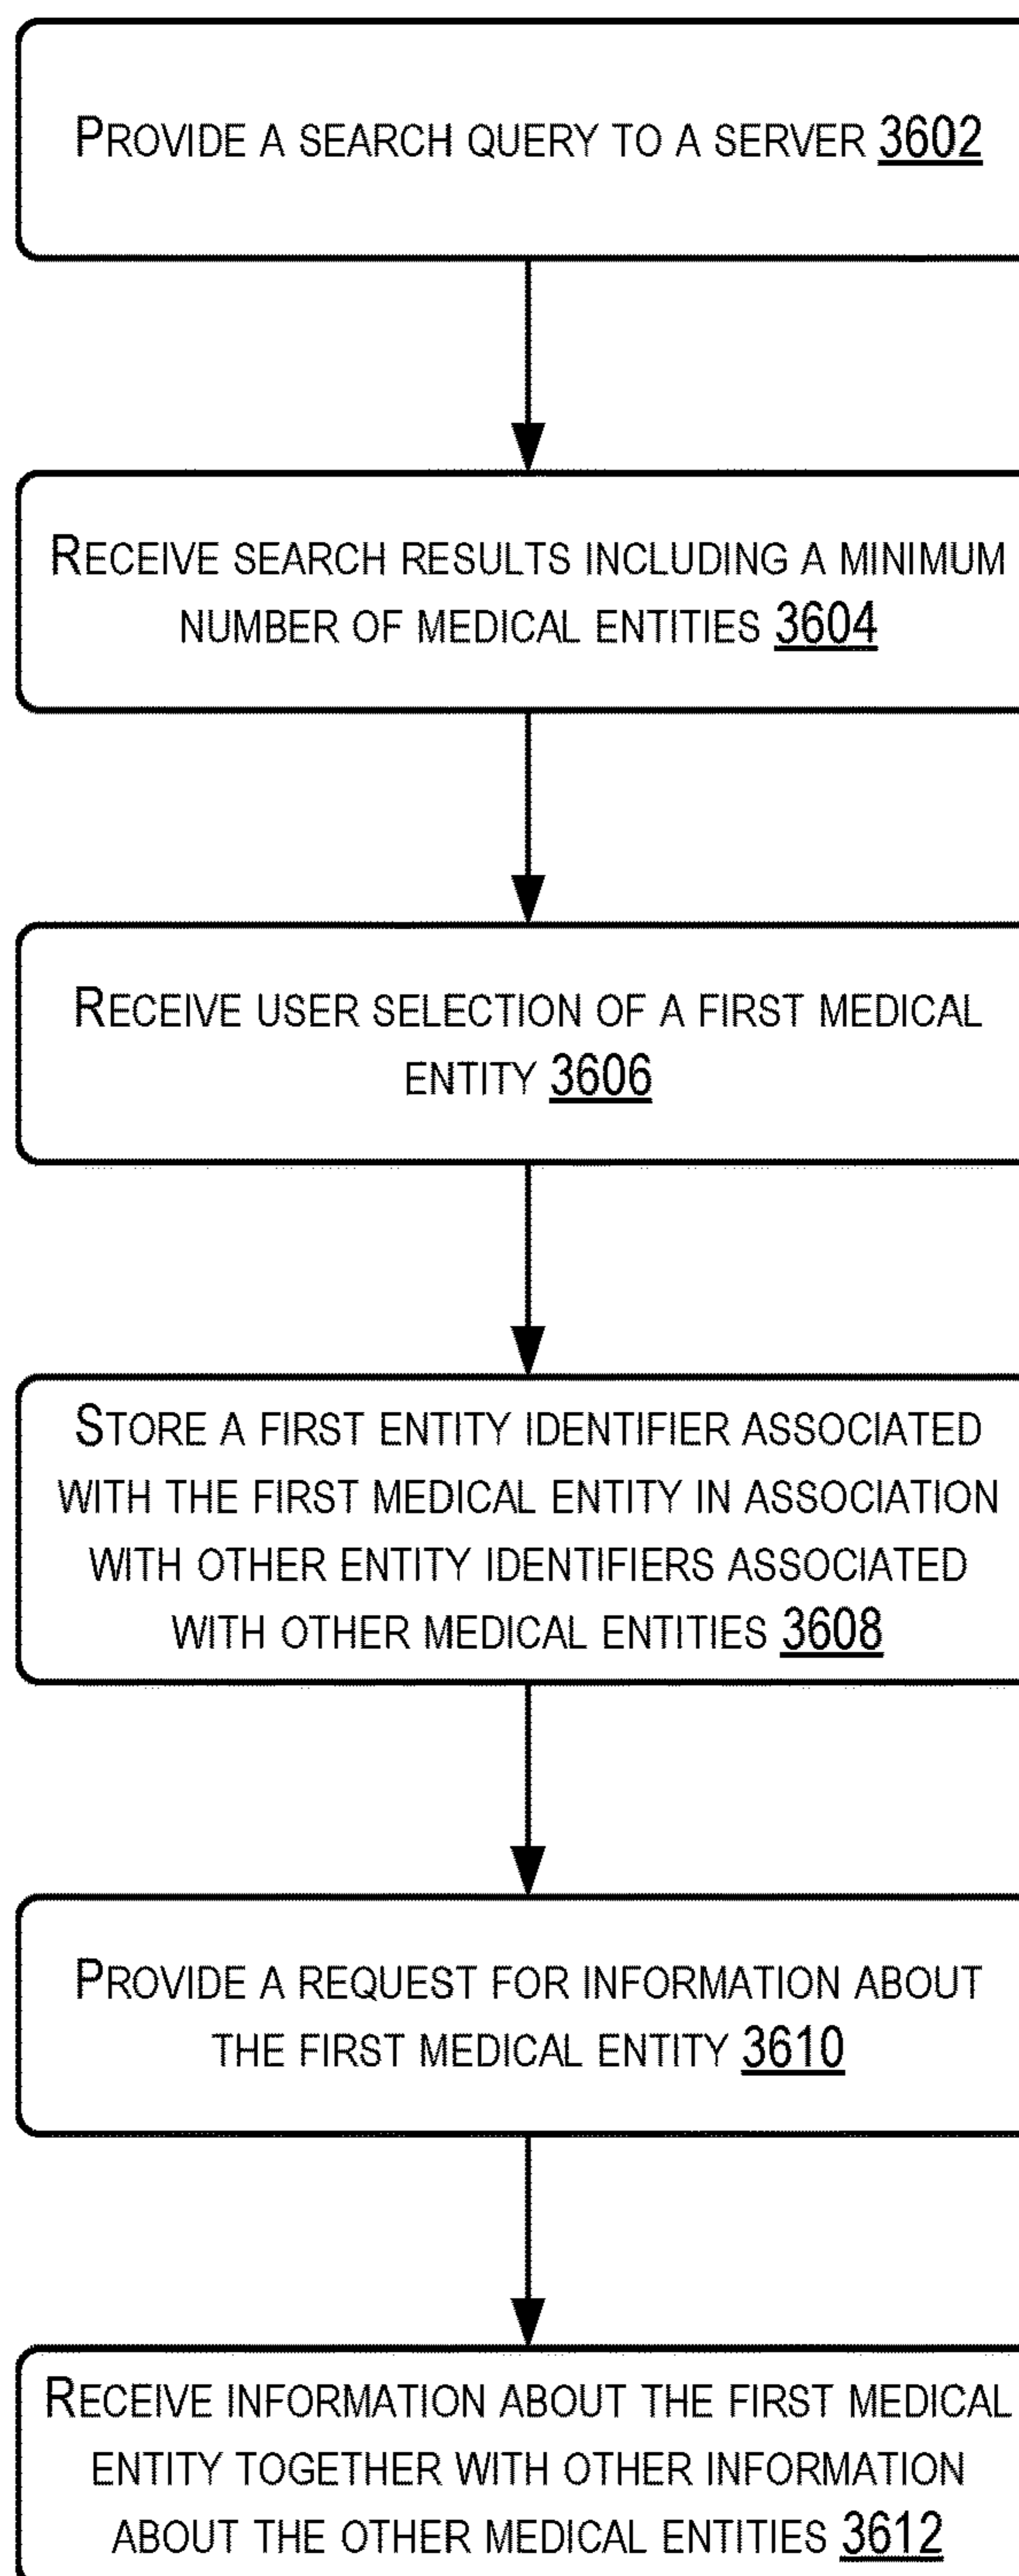 PROVIDE A SEARCH QUERY TO A SERVER 3602
RECEIVE SEARCH RESULTS INCLUDING A MINIMUM
NUMBER OF MEDICAL ENTITIES 3604
RECEIVE USER SELECTION OF A FIRST MEDICAL
ENTITY 3606
STORE A FIRST ENTITY IDENTIFIER ASSOCIATED
WITH THE FIRST MEDICAL ENTITY IN ASSOCIATION
WITH OTHER ENTITY IDENTIFIERS ASSOCIATED
WITH OTHER MEDICAL ENTITIES 3608
PROVIDE A REQUEST FOR INFORMATION ABOUT
THE FIRST MEDICAL ENTITY 3610
RECEIVE INFORMATION ABOUT THE FIRST MEDICAL
ENTITY TOGETHER WITH OTHER INFORMATION
ABOUT THE OTHER MEDICAL ENTITIES 3612